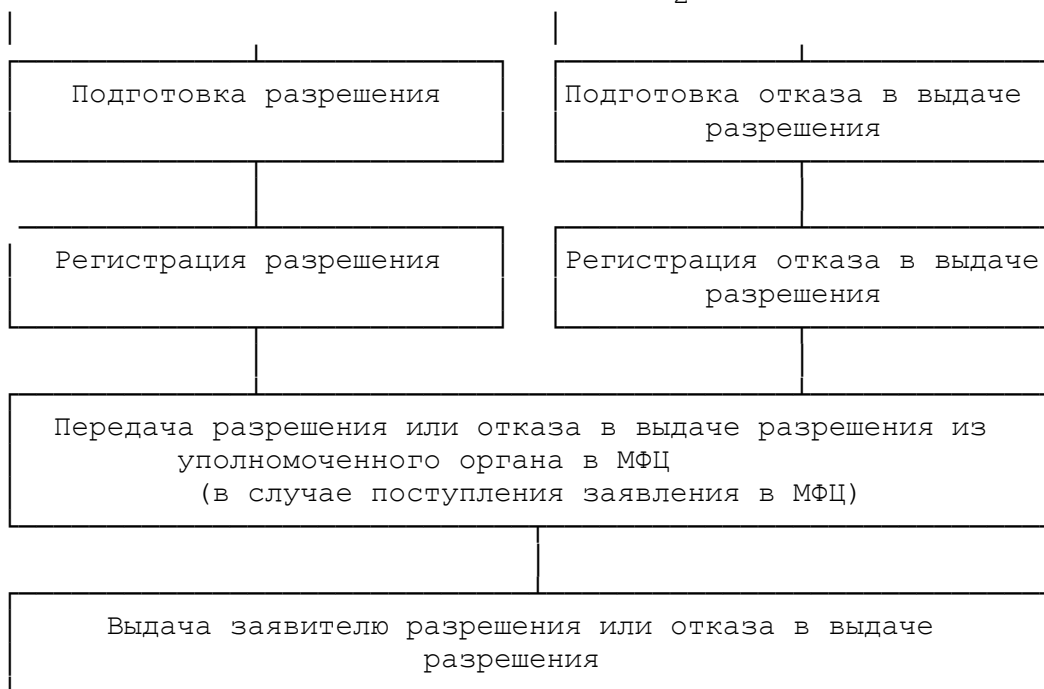 2
Подготовка разрешения
Подготовка отказа в выдаче
разрешения
Регистрация разрешения
Регистрация отказа в выдаче
разрешения
Передача разрешения или отказа в выдаче разрешения из
уполномоченного органа в МФЦ
(в случае поступления заявления в МФЦ)
Выдача заявителю разрешения или отказа в выдаче
разрешения